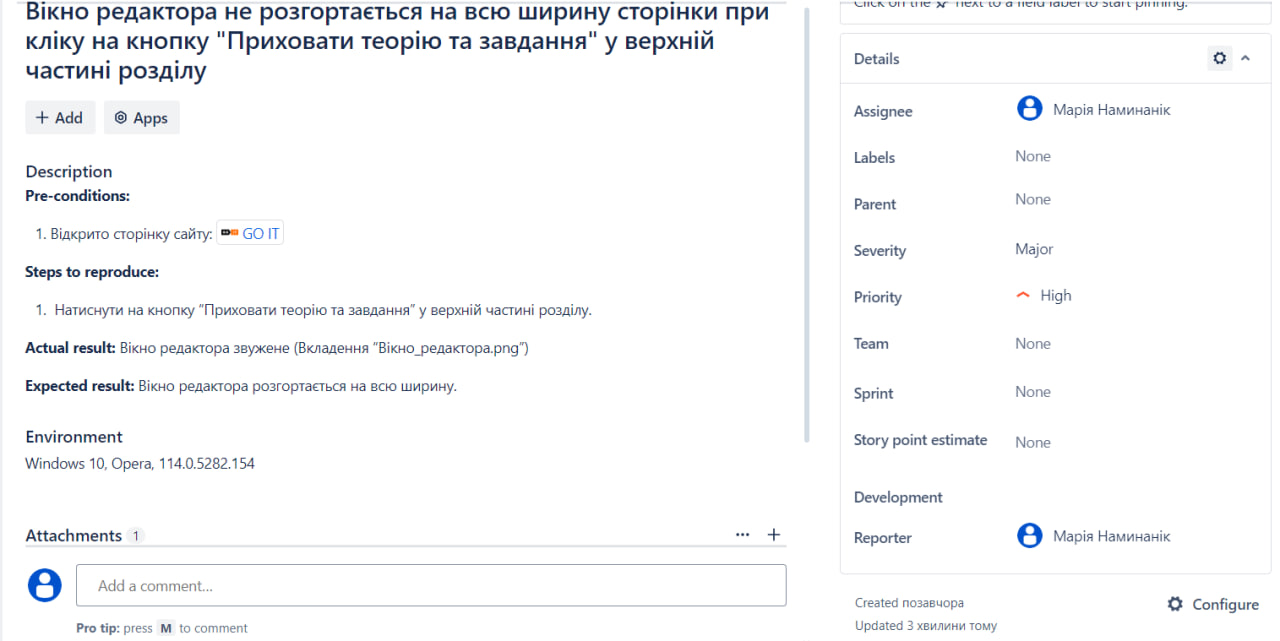 Вікно редактора не розгортається на всю ширину сторінки при
кліку на кнопку "Приховати теорію та завдання" у верхній
частині розділу
+ Add
Apps
Description
Pre-conditions:
1. Відкрито сторінку сайту: GO IT
Steps to reproduce:
1. Натиснути на кнопку “Приховати теорію та завдання” у верхній частині розділу.
Actual result: Вікно редактора звужене (Вкладення “Вікно_редактора.png”)
Expected result: Вікно редактора розгортається на всю ширину.
Environment
Windows 10, Opera, 114.0.5282.154
Attachments 1
Add a comment...
Pro tip: press M to comment
Click on the next to a field label to start pinning.
Details
Assignee Марія Наминанік
Labels None
Parent None
Severity Major
Priority High
Team None
Sprint None
Story point estimate None
Development
Reporter Марія Наминанік
Created позавчора
Updated 3 хвилини тому
Configure